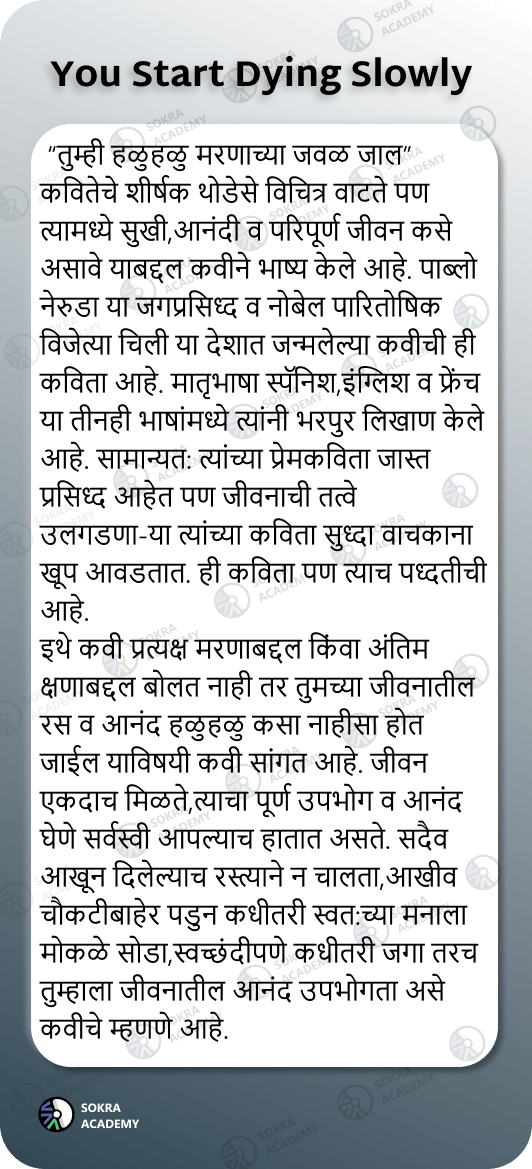 You Start Dying Slowly
“तुम्ही हळुहळु मरणाच्या जवळ जाल”
कवितेचे शीर्षक थोडेसे विचित्र वाटते पण
त्यामध्ये सुखी,आनंदी व परिपूर्ण जीवन कसे
असावे याबद्दल कवीने भाष्य केले आहे. पाब्लो
नेरुडा या जगप्रसिध्द व नोबेल पारितोषिक
विजेत्या चिली या देशात जन्मलेल्या कवीची ही
कविता आहे. मातृभाषा स्पॅनिश,इंग्लिश व फ्रेंच
या तीनही भाषांमध्ये त्यांनी भरपुर लिखाण केले
आहे. सामान्यतः त्यांच्या प्रेमकविता जास्त
प्रसिध्द आहेत पण जीवनाची तत्वे
उलगडणा-या त्यांच्या कविता सुध्दा वाचकाना
खूप आवडतात. ही कविता पण त्याच पध्दतीची
आहे.
इथे कवी प्रत्यक्ष मरणाबद्दल किंवा अंतिम
क्षणाबद्दल बोलत नाही तर तुमच्या जीवनातील
रस व आनंद हळुहळु कसा नाहीसा होत
जाईल याविषयी कवी सांगत आहे. जीवन
एकदाच मिळते,त्याचा पूर्ण उपभोग व आनंद
घेणे सर्वस्वी आपल्याच हातात असते. सदैव
आखून दिलेल्याच रस्त्याने न चालता,आखीव
चौकटीबाहेर पडुन कधीतरी स्वत:च्या मनाला
मोकळे सोडा,स्वच्छंदीपणे कधीतरी जगा तरच
तुम्हाला जीवनातील आनंद उपभोगता असे
कवीचे म्हणणे आहे.
SOKRA
ACADEMY